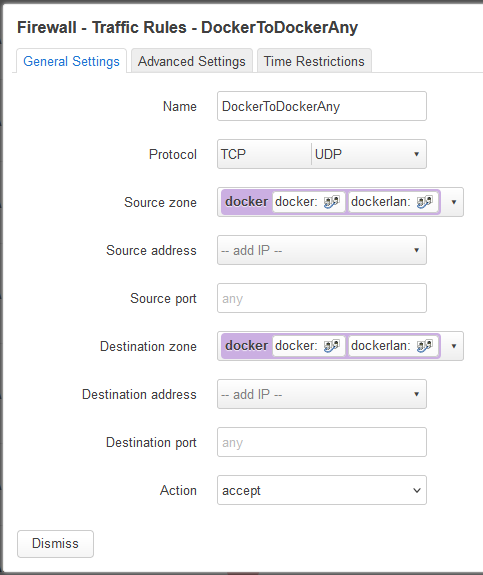 Firewall - Traffic Rules - DockerToDockerAny
General Settings Advanced Settings Time Restrictions
Name DockerToDockerAny
Protocol TCP UDP
Source zone docker docker: dockerlan:
Source address -- add IP --
Source port any
Destination zone docker docker: dockerlan:
Destination address -- add IP --
Destination port any
Action accept
Dismiss